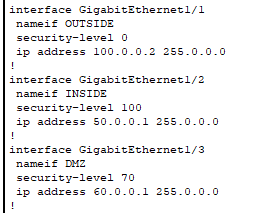 interface GigabitEthernet1/1
 nameif OUTSIDE
 security-level 0
 ip address 100.0.0.2 255.0.0.0
!
interface GigabitEthernet1/2
 nameif INSIDE
 security-level 100
 ip address 50.0.0.1 255.0.0.0
!
interface GigabitEthernet1/3
 nameif DMZ
 security-level 70
 ip address 60.0.0.1 255.0.0.0
!